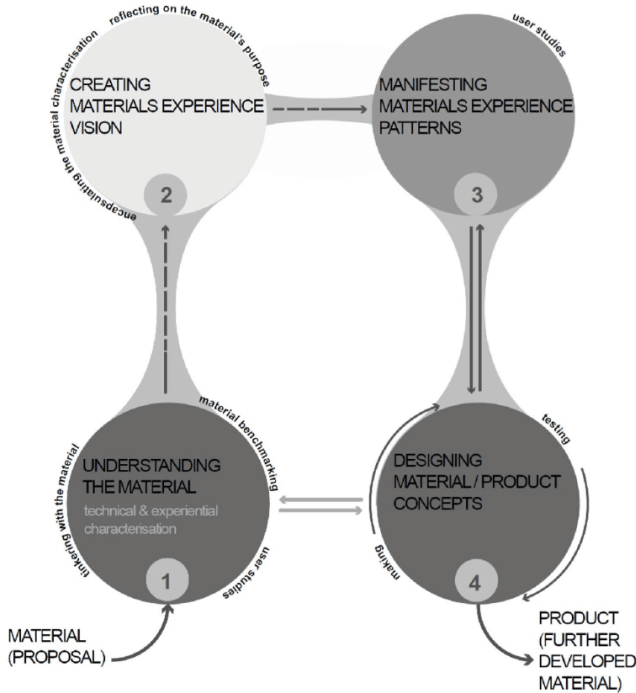 reflecting on the material's purpose
encapsulating the material characterisation
CREATING
MATERIALS EXPERIENCE
VISION
2
user studies
MANIFESTING
MATERIALS EXPERIENCE
PATTERNS
3
tinkering with the material
material benchmarking
user studies
UNDERSTANDING
THE MATERIAL
technical & experiential
characterisation
1
testing
making
DESIGNING
MATERIAL / PRODUCT
CONCEPTS
4
MATERIAL
(PROPOSAL)
PRODUCT
(FURTHER
DEVELOPED
MATERIAL)